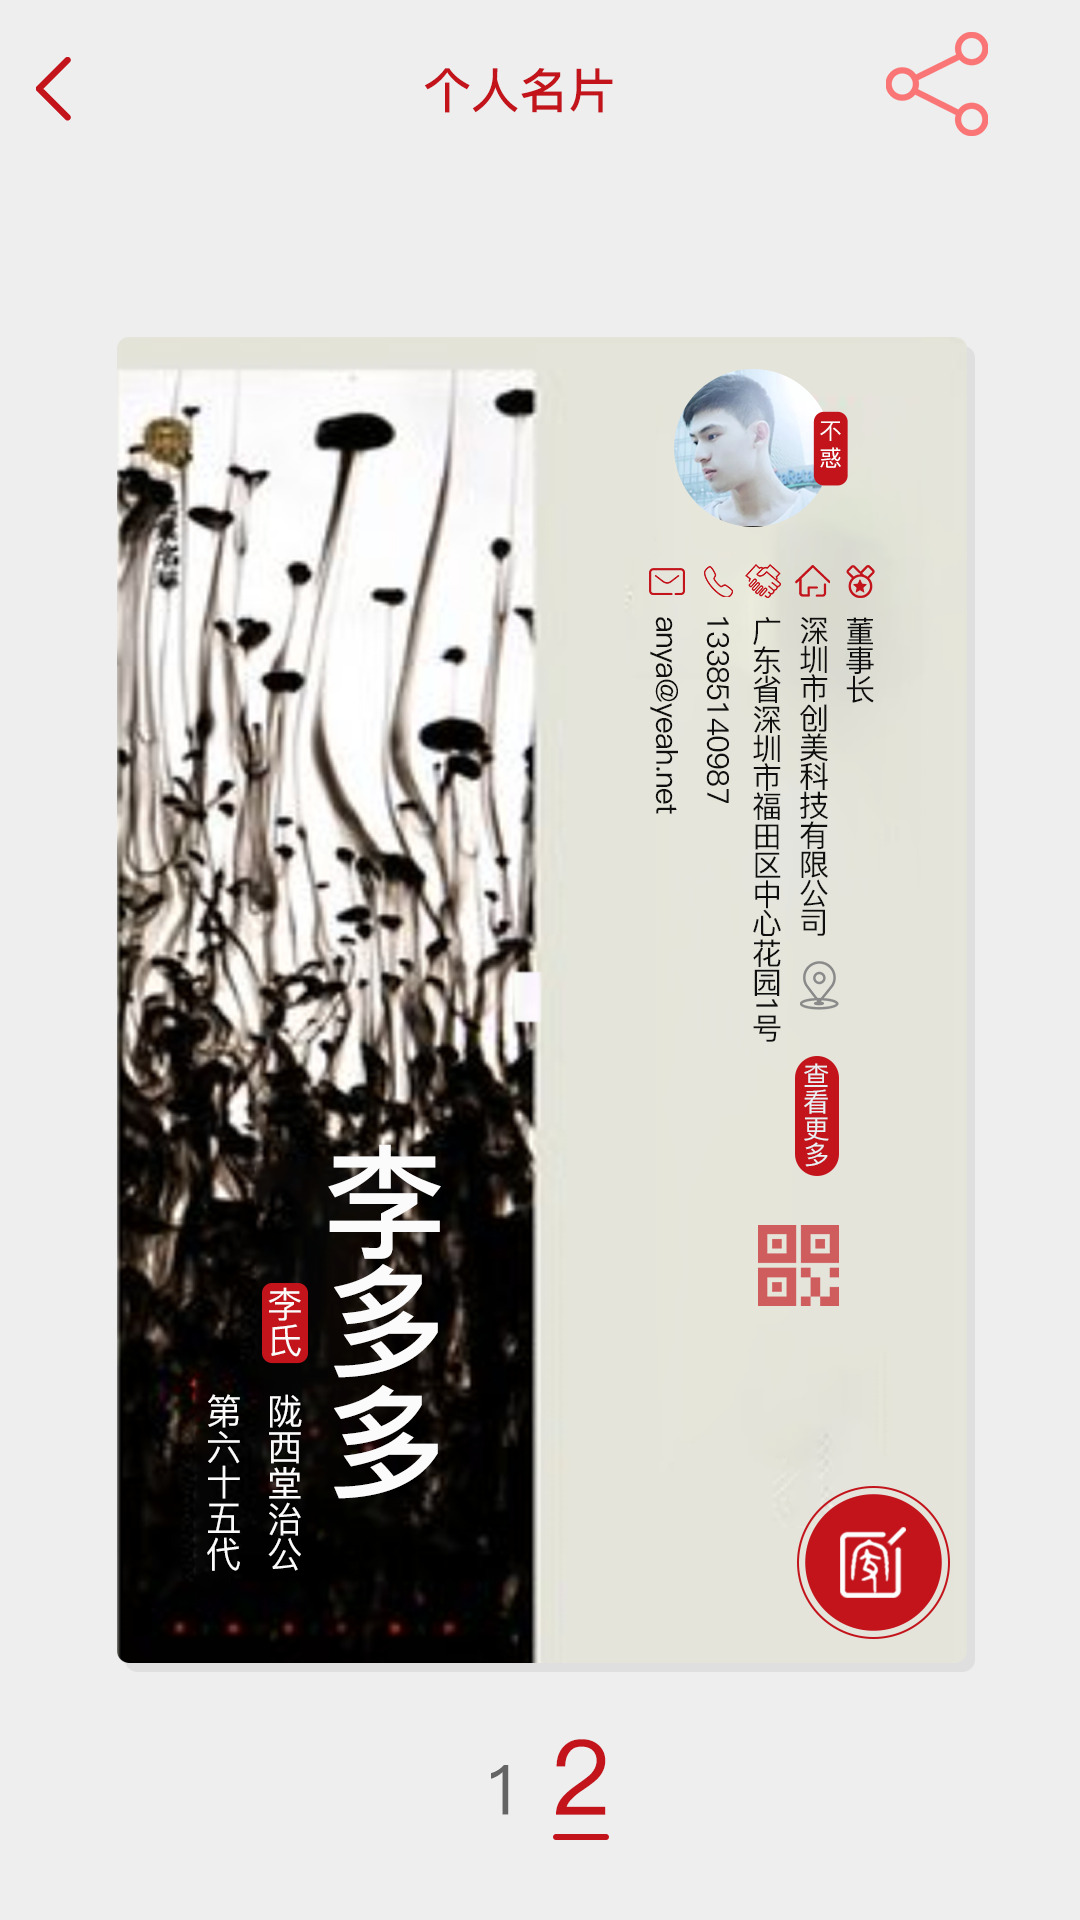 个人名片
不惑
董事长
深圳市创美科技有限公司
广东省深圳市福田区中心花园1号
13385140987
anya@yeah.net
查看更多
李多多
李氏
陇西堂治公
第六十五代
1
2